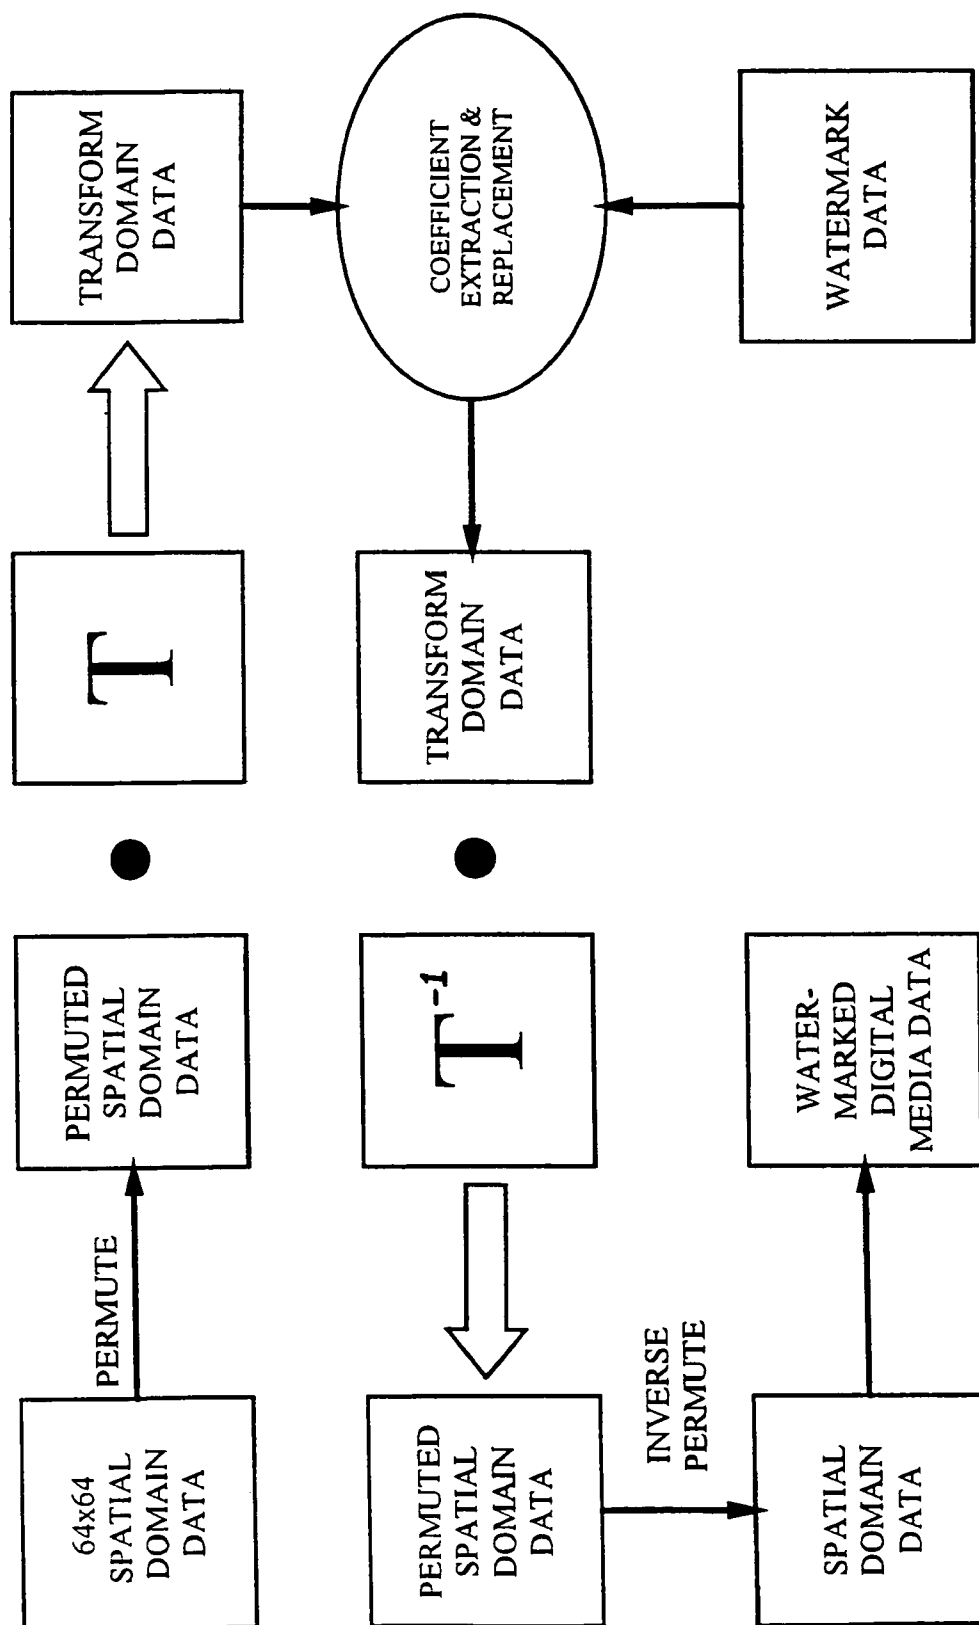 64x64
SPATIAL
DOMAIN
DATA
PERMUTE
PERMUTED
SPATIAL
DOMAIN
DATA
T
TRANSFORM
DOMAIN
DATA
PERMUTED
SPATIAL
DOMAIN
DATA
T-1
TRANSFORM
DOMAIN
DATA
COEFFICIENT
EXTRACTION &
REPLACEMENT
INVERSE
PERMUTE
SPATIAL
DOMAIN
DATA
WATER-
MARKED
DIGITAL
MEDIA DATA
WATERMARK
DATA